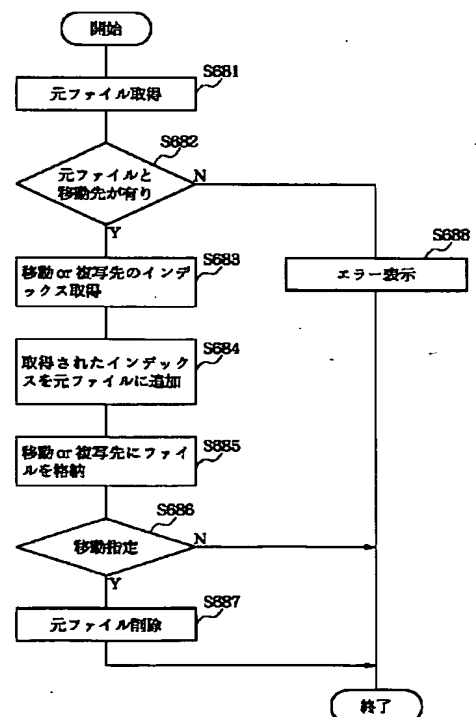 開始
S681
元ファイル取得
S682
元ファイルと
移動先が有り
N
Y
S683
移動or複写先のインデ
ックス取得
S688
エラー表示
S684
取得されたインデック
スを元ファイルに追加
S685
移動or複写先にファイ
ルを格納
S686
移動指定
N
Y
S687
元ファイル削除
終了